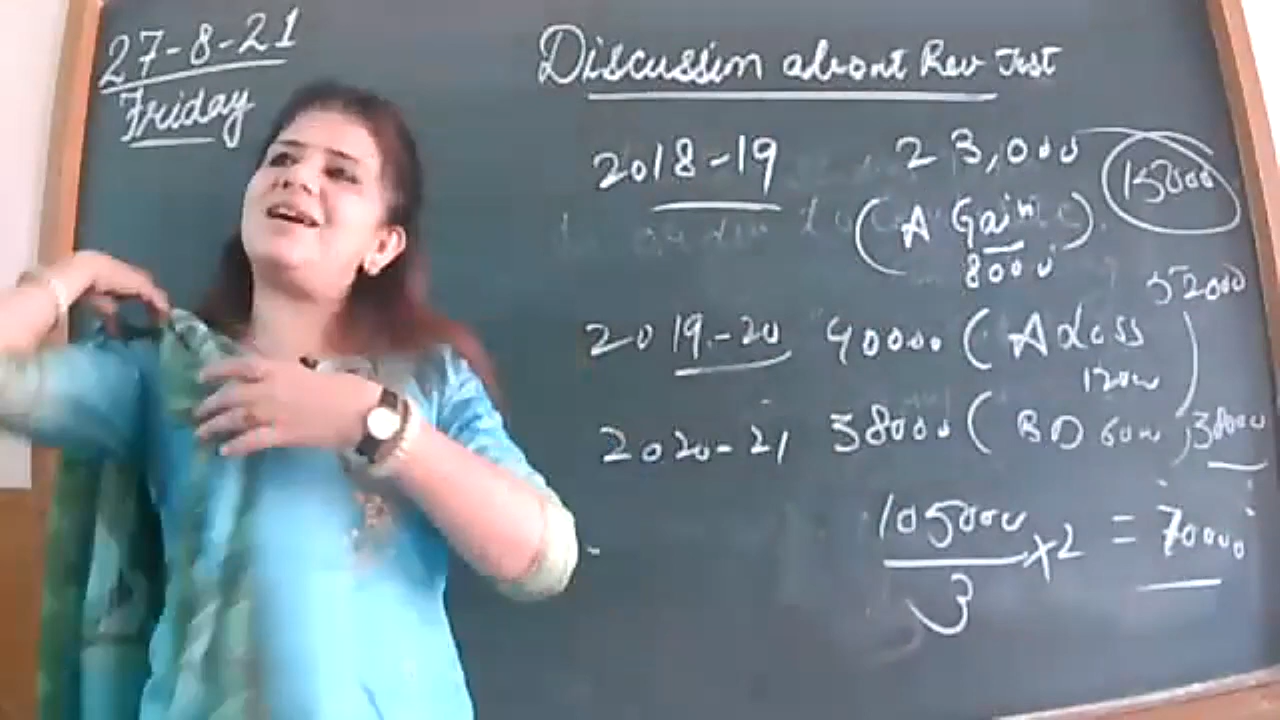 27-8-21
Friday
Discussion about Rev Test
2018-19 23,000 15000
(A Gain)
8000
52000
2019-20 40000 (A Loss
12000 )
2020-21 38000 ( BD 6000 ) 38000
105000/3 × 2 = 70000